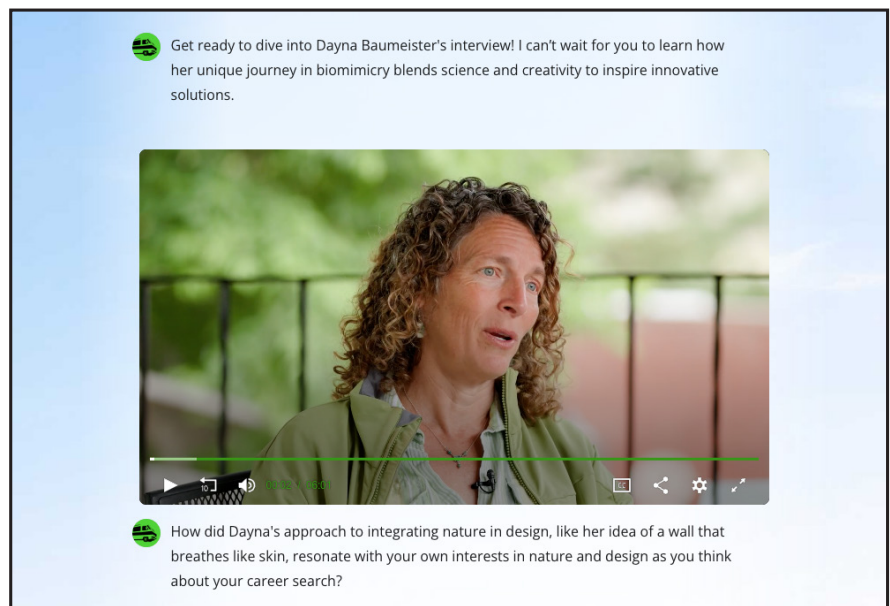 Get ready to dive into Dayna Baumeister's interview! I can't wait for you to learn how
her unique journey in biomimicry blends science and creativity to inspire innovative
solutions.
10
CC
How did Dayna's approach to integrating nature in design, like her idea of a wall that
breathes like skin, resonate with your own interests in nature and design as you think
about your career search?